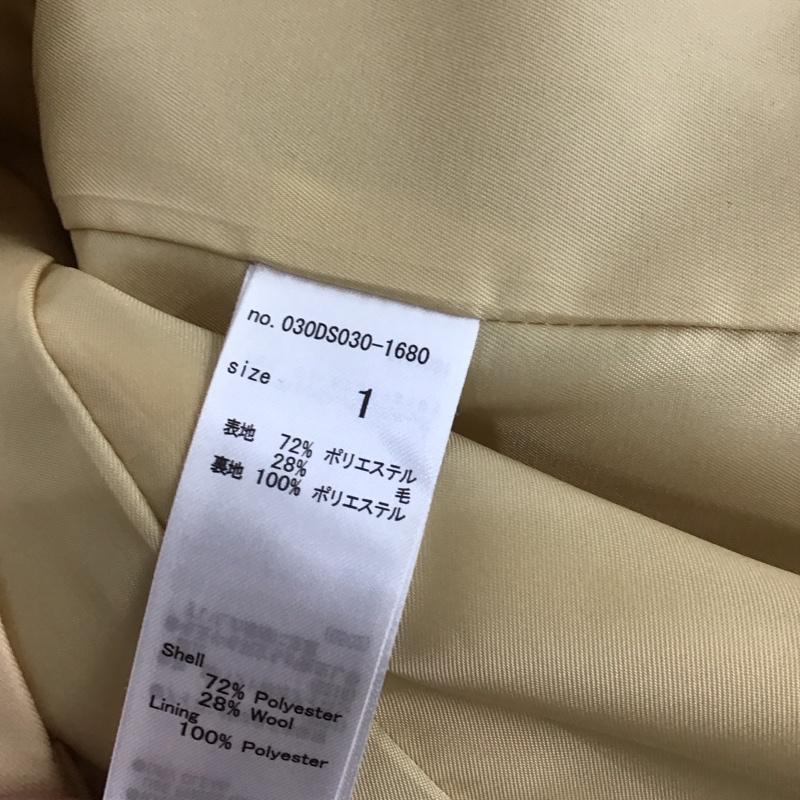 no. 030DS030-1680
size 1
表地 72% ポリエステル
28% 毛
裏地 100% ポリエステル
Shell
72% Polyester
28% Wool
Lining
100% Polyester